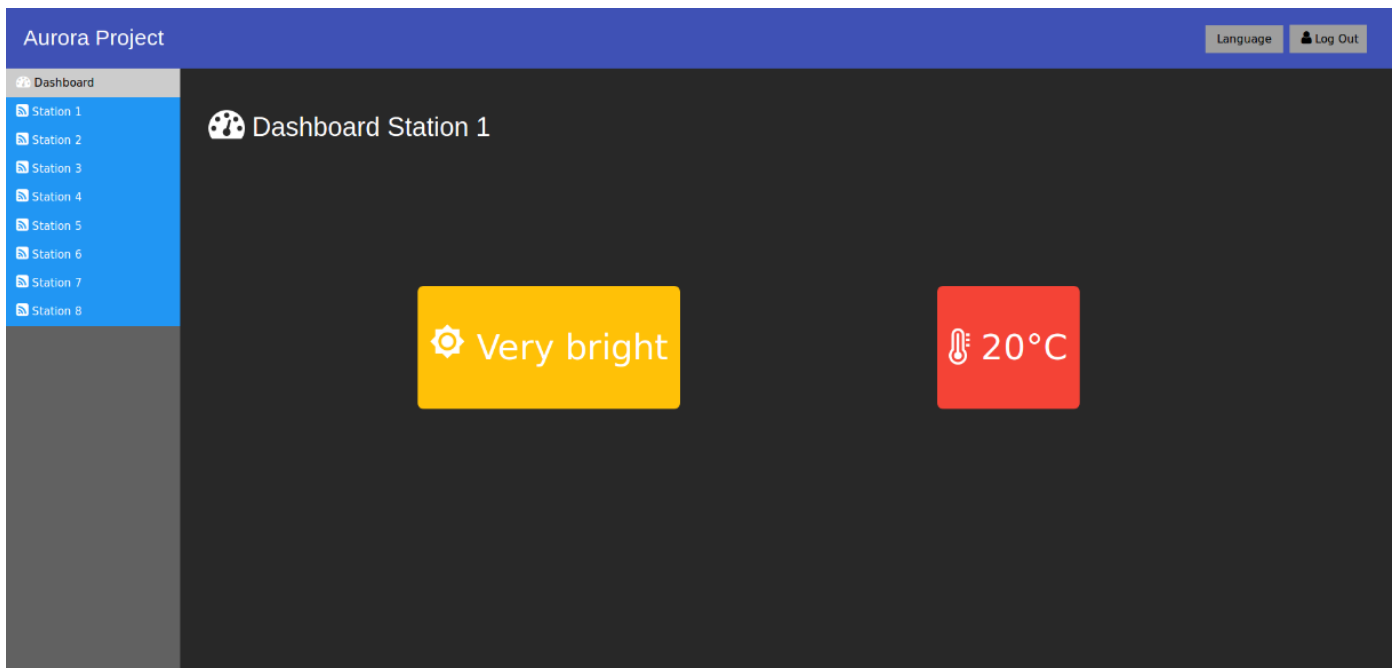 Aurora Project
Language
Log Out
Dashboard
Station 1
Station 2
Station 3
Station 4
Station 5
Station 6
Station 7
Station 8
Dashboard Station 1
Very bright
20°C